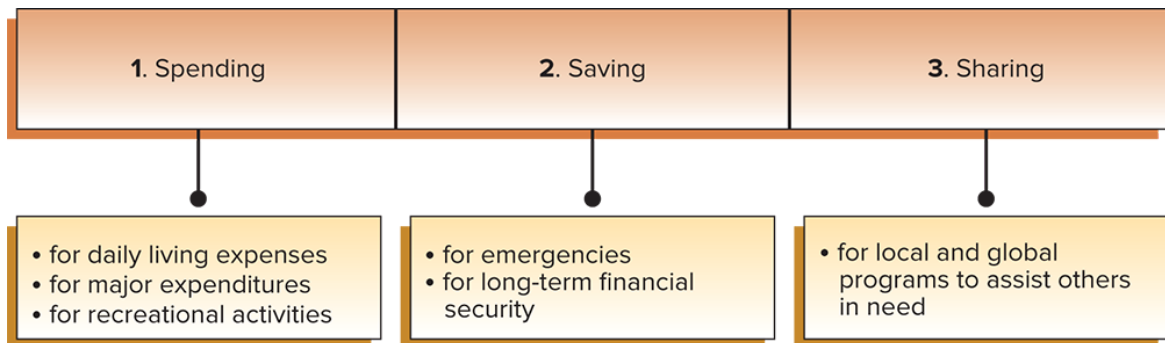 1. Spending
2. Saving
3. Sharing
• for daily living expenses
• for major expenditures
• for recreational activities
• for emergencies
• for long-term financial
security
• for local and global
programs to assist others
in need